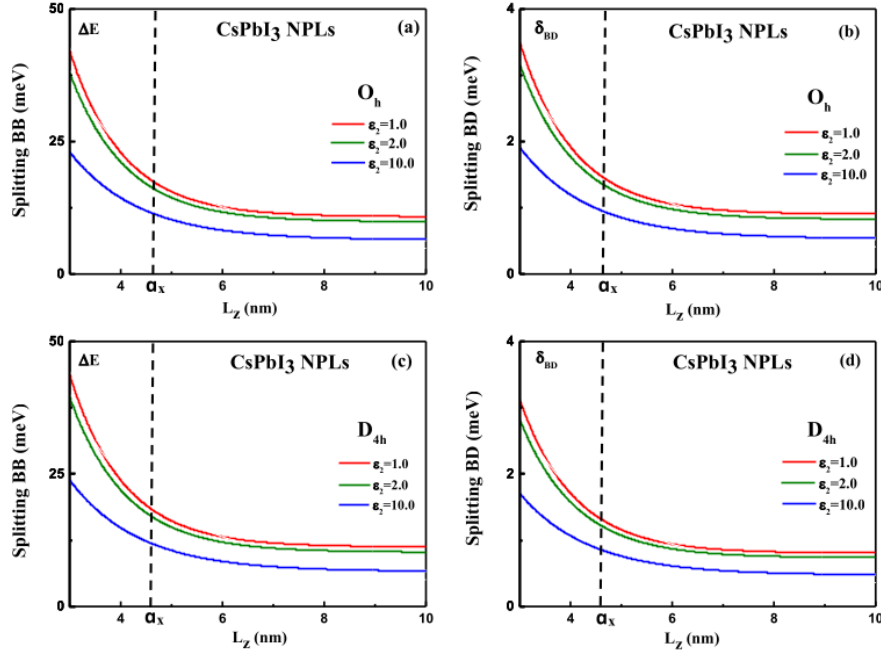 ΔE
CsPbI3 NPLs
(a)
Oh
ε2=1.0
ε2=2.0
ε2=10.0
Splitting BB (meV)
50
25
0
4
αx
6
8
10
Lz (nm)
δBD
CsPbI3 NPLs
(b)
Oh
ε2=1.0
ε2=2.0
ε2=10.0
Splitting BD (meV)
4
2
0
4
αx
6
8
10
Lz (nm)
ΔE
CsPbI3 NPLs
(c)
D4h
ε2=1.0
ε2=2.0
ε2=10.0
Splitting BB (meV)
50
25
0
4
αx
6
8
10
Lz (nm)
δBD
CsPbI3 NPLs
(d)
D4h
ε2=1.0
ε2=2.0
ε2=10.0
Splitting BD (meV)
4
2
0
4
αx
6
8
10
Lz (nm)